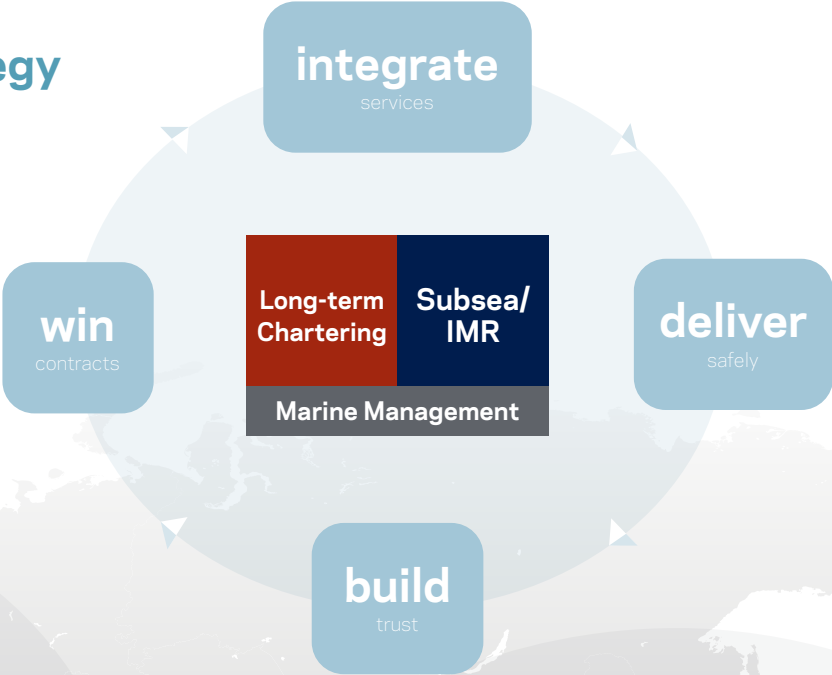 egy
integrate
services
Long-term
Chartering
Subsea/
IMR
Marine Management
win
contracts
deliver
safely
build
trust